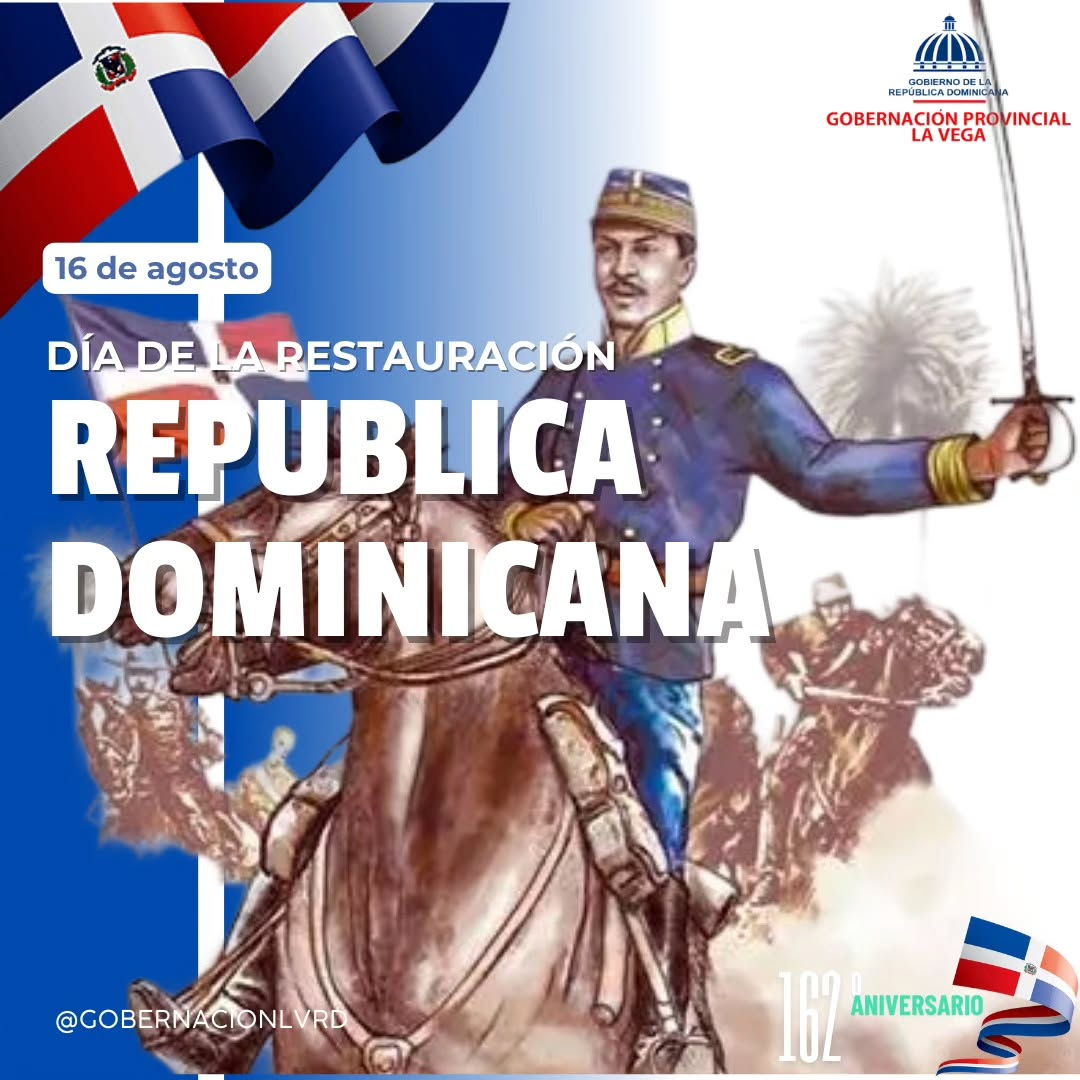 GOBIERNO DE LA
REPÚBLICA DOMINICANA
GOBERNACIÓN PROVINCIAL
LA VEGA
16 de agosto
DÍA DE LA RESTAURACIÓN
REPUBLICA
DOMINICANA
162º ANIVERSARIO
@GOBERNACIONLVRD